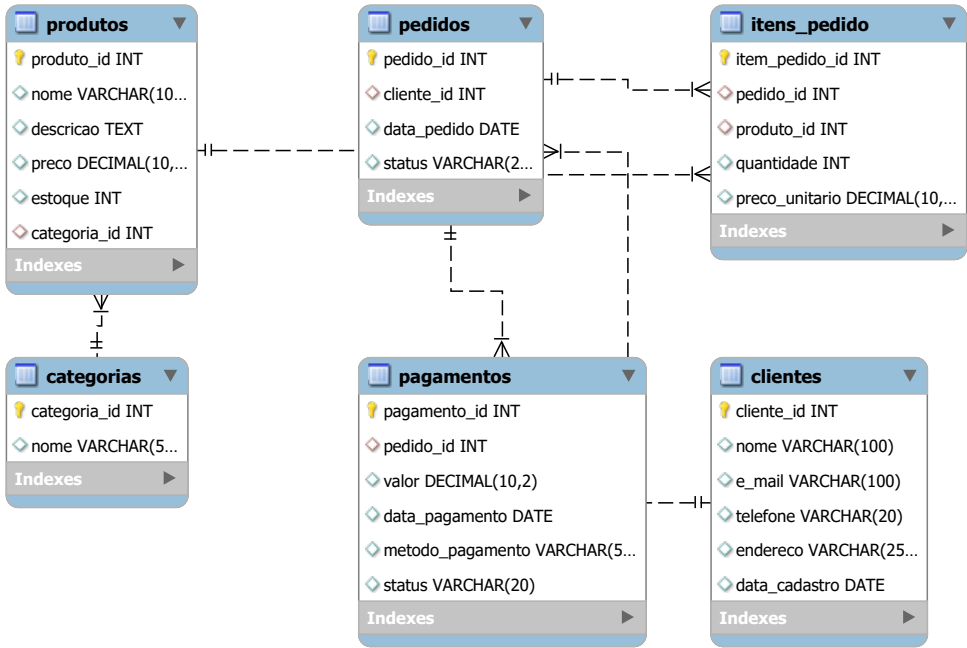 produtos
produto_id INT
nome VARCHAR(10...
descricao TEXT
preco DECIMAL(10,...
estoque INT
categoria_id INT
Indexes
pedidos
pedido_id INT
cliente_id INT
data_pedido DATE
status VARCHAR(2...
Indexes
itens_pedido
item_pedido_id INT
pedido_id INT
produto_id INT
quantidade INT
preco_unitario DECIMAL(10,...
Indexes
categorias
categoria_id INT
nome VARCHAR(5...
Indexes
pagamentos
pagamento_id INT
pedido_id INT
valor DECIMAL(10,2)
data_pagamento DATE
metodo_pagamento VARCHAR(5...
status VARCHAR(20)
Indexes
clientes
cliente_id INT
nome VARCHAR(100)
e_mail VARCHAR(100)
telefone VARCHAR(20)
endereco VARCHAR(25...
data_cadastro DATE
Indexes